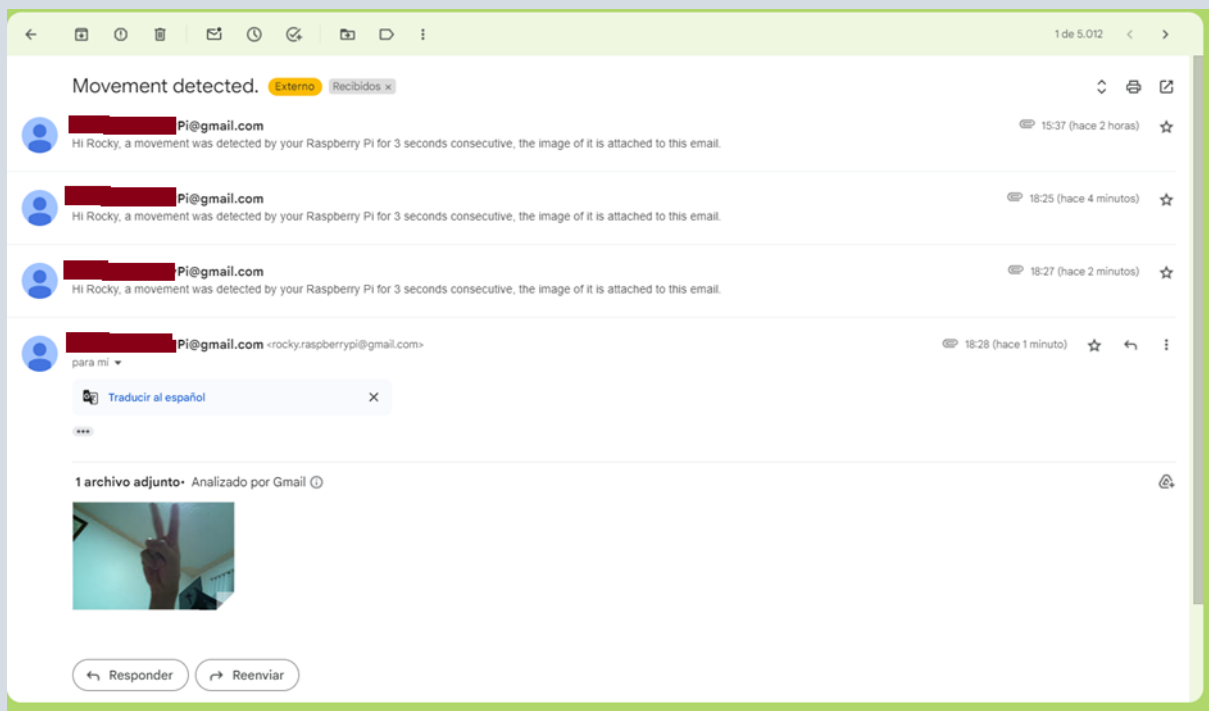 1 de 5.012
Movement detected. Externo Recibidos ×
Pi@gmail.com 15:37 (hace 2 horas)
Hi Rocky, a movement was detected by your Raspberry Pi for 3 seconds consecutive, the image of it is attached to this email.
Pi@gmail.com 18:25 (hace 4 minutos)
Hi Rocky, a movement was detected by your Raspberry Pi for 3 seconds consecutive, the image of it is attached to this email.
Pi@gmail.com 18:27 (hace 2 minutos)
Hi Rocky, a movement was detected by your Raspberry Pi for 3 seconds consecutive, the image of it is attached to this email.
Pi@gmail.com <rocky.raspberrypi@gmail.com> 18:28 (hace 1 minuto)
para mí
Traducir al español
1 archivo adjunto • Analizado por Gmail
Responder Reenviar